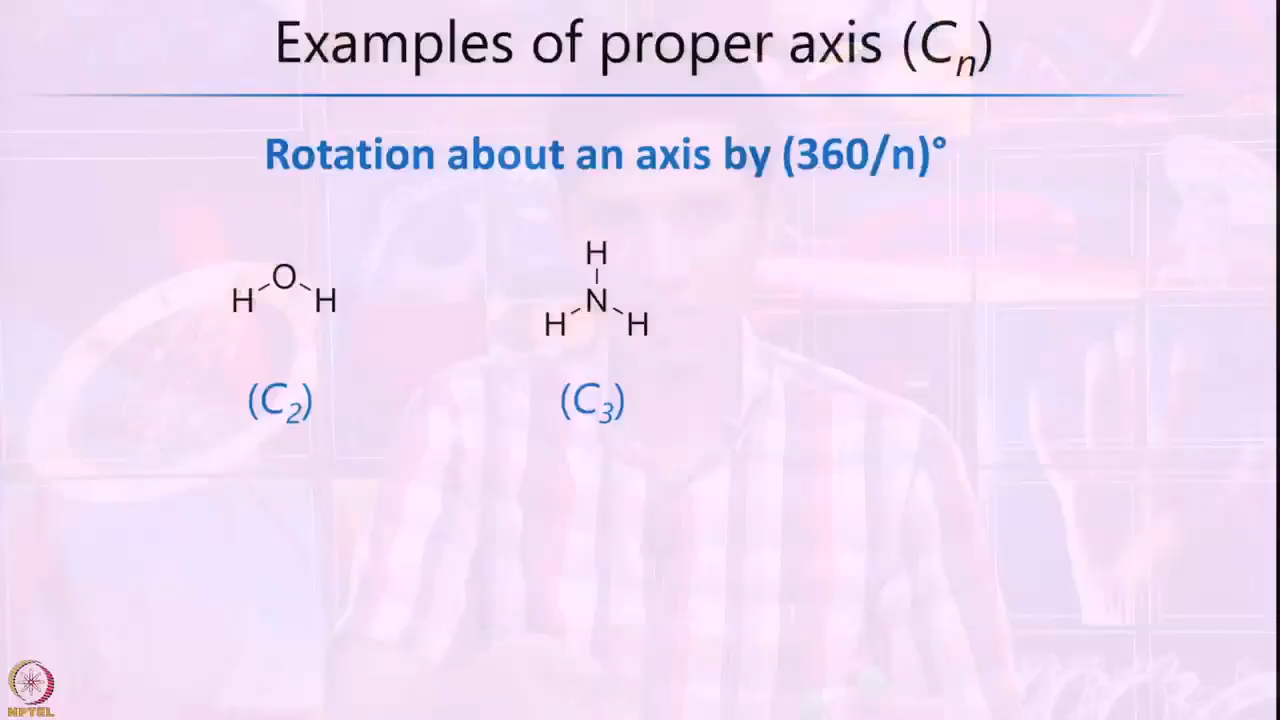 Examples of proper axis (Cn)
Rotation about an axis by (360/n)°
H
O
H N
H H H
(C2) (C3)
NPTEL